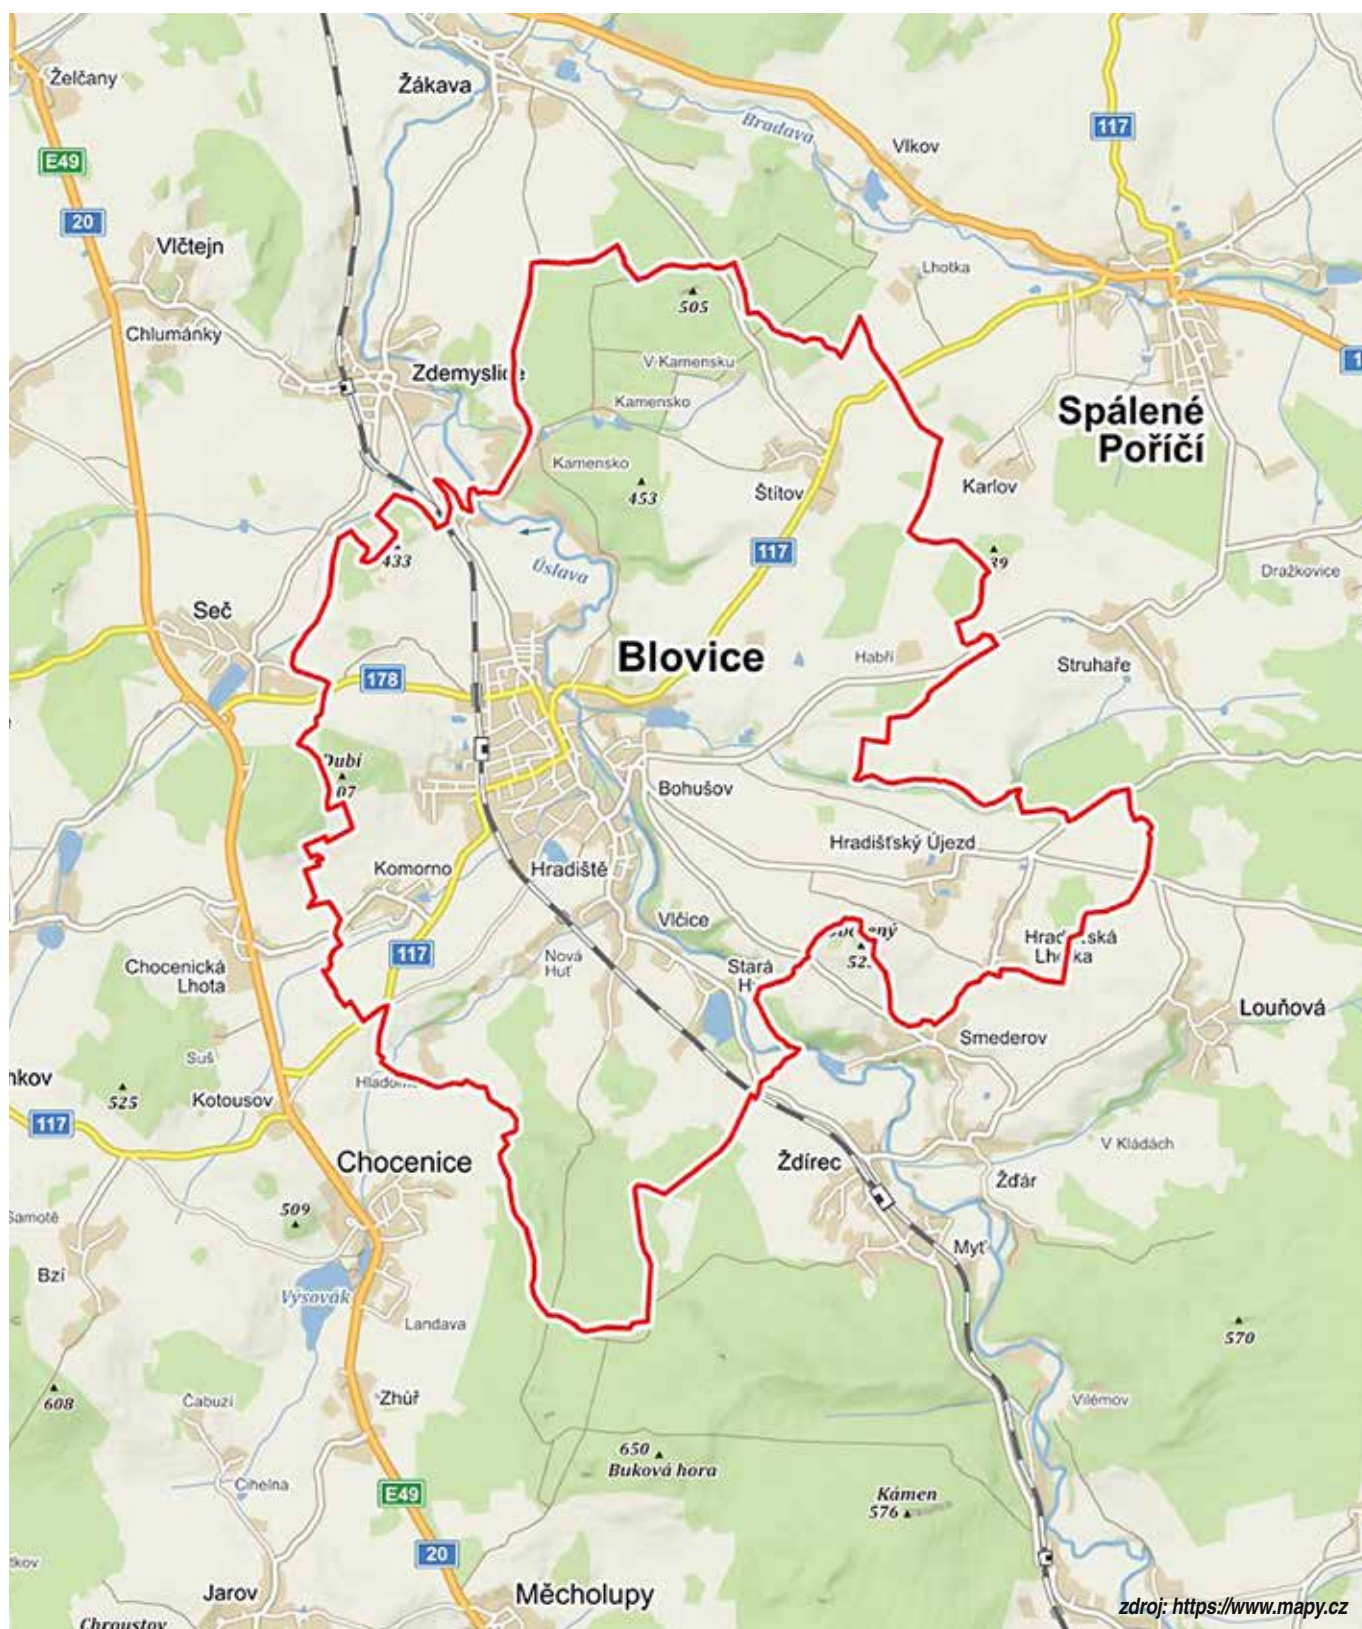 Želčany
Žákava
Bradava
117
Vlkov
E49
20
Vlčtejn
Lhotka
505
Chlumánky
V Kamensku
Zdemyslice
Kamensko
Spálené
Poříčí
Kamensko
453
Štítov
Karlov
117
433
Úslava
Dražkovice
Seč
Blovice
Habří
Struhaře
178
Bohušov
Hradišťský Újezd
Komorno
Hradiště
Vlčice
117
Nová
Huť
Stará
Chocenická
Lhota
Louňová
Smederov
Suš
525
Kotousov
117
V Kládách
Chocenice
Ždírec
Žďár
509
Myť
Bzí
Výsovák
Landava
570
608
Čabuzí
Zhůř
Vilémov
650
Buková hora
Cihelna
E49
Kámen
576
20
Jarov
Měcholupy
Chroustov
zdroj: https://www.mapy.cz